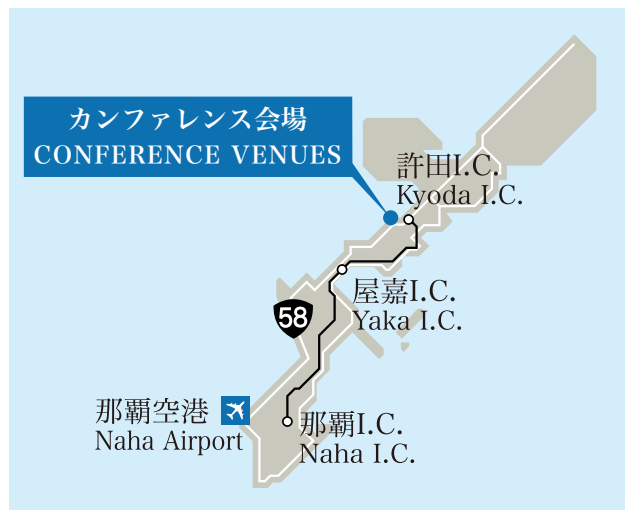 カンファレンス会場
CONFERENCE VENUES
許田I.C.
Kyoda I.C.
屋嘉I.C.
Yaka I.C.
58
那覇空港
Naha Airport
那覇I.C.
Naha I.C.